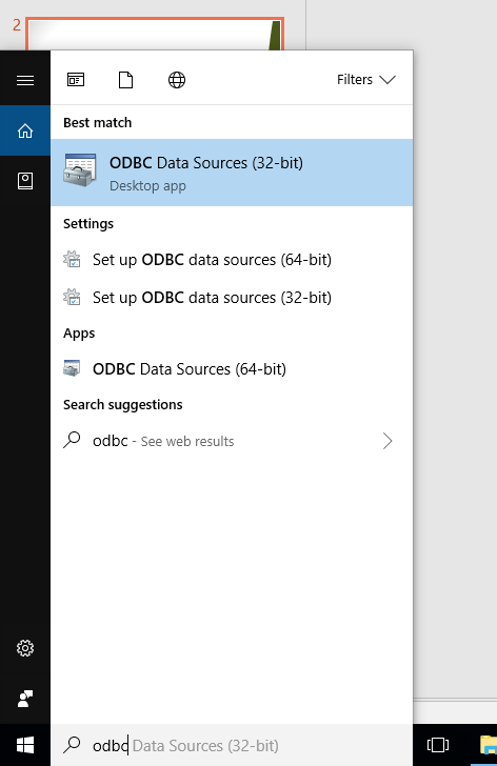 2
Filters
Best match
ODBC Data Sources (32-bit)
Desktop app
Settings
Set up ODBC data sources (64-bit)
Set up ODBC data sources (32-bit)
Apps
ODBC Data Sources (64-bit)
Search suggestions
odbc - See web results
odbc Data Sources (32-bit)